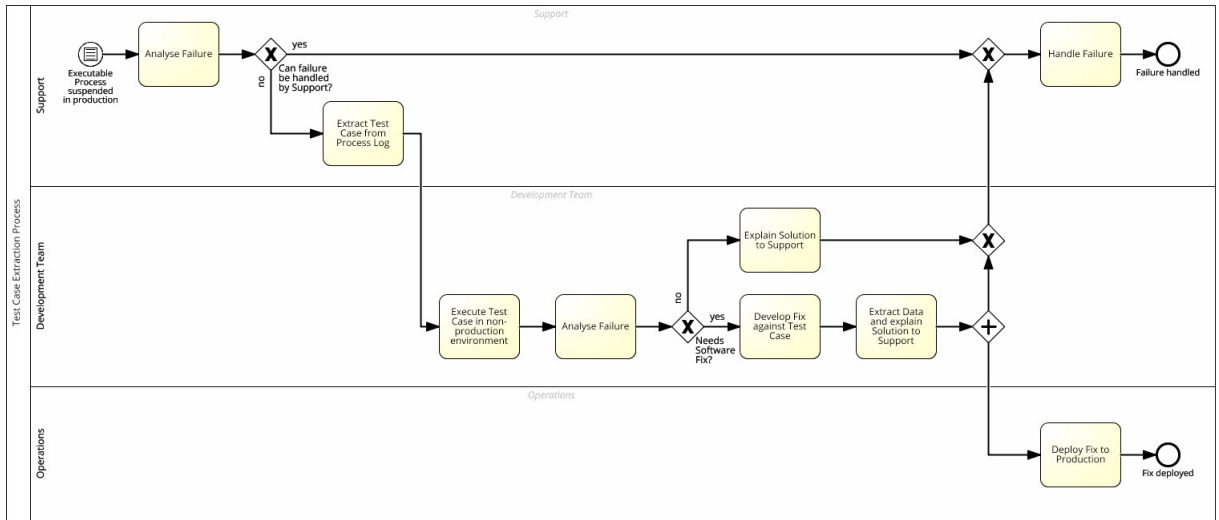 Test Case Extraction Process
Support
Support
Executable
Process
suspended
in production
Analyse Failure
yes
no
Can failure
be handled
by Support?
Extract Test
Case from
Process Log
Handle Failure
Failure handled
Development Team
Development Team
Execute Test
Case in non-
production
environment
Analyse Failure
no
yes
Needs
Software
Fix?
Explain Solution
to Support
Develop Fix
against Test
Case
Extract Data
and explain
Solution to
Support
Operations
Operations
Deploy Fix to
Production
Fix deployed